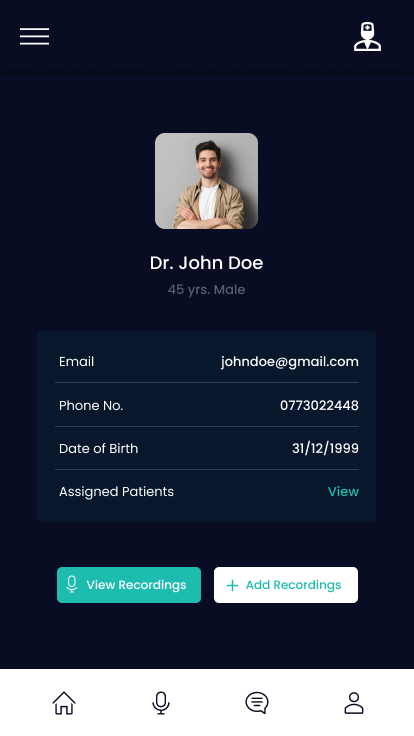 Dr. John Doe
45 yrs. Male
Email johndoe@gmail.com
Phone No. 0773022448
Date of Birth 31/12/1999
Assigned Patients View
View Recordings Add Recordings